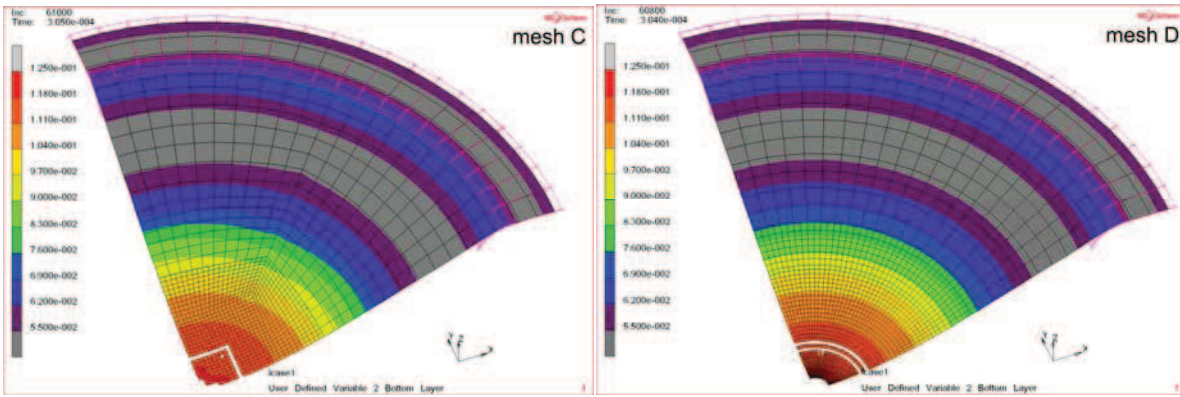 Inc: 61000
Time: 3.050e-004
mesh C
1.250e-001
1.180e-001
1.110e-001
1.040e-001
9.700e-002
9.000e-002
8.300e-002
7.600e-002
6.900e-002
6.200e-002
5.500e-002
Y
Z
X
lcase1
User Defined Variable 2 Bottom Layer
1
Inc: 60800
Time: 3.040e-004
mesh D
1.250e-001
1.180e-001
1.110e-001
1.040e-001
9.700e-002
9.000e-002
8.300e-002
7.600e-002
6.900e-002
6.200e-002
5.500e-002
Y
Z
X
lcase1
User Defined Variable 2 Bottom Layer
1